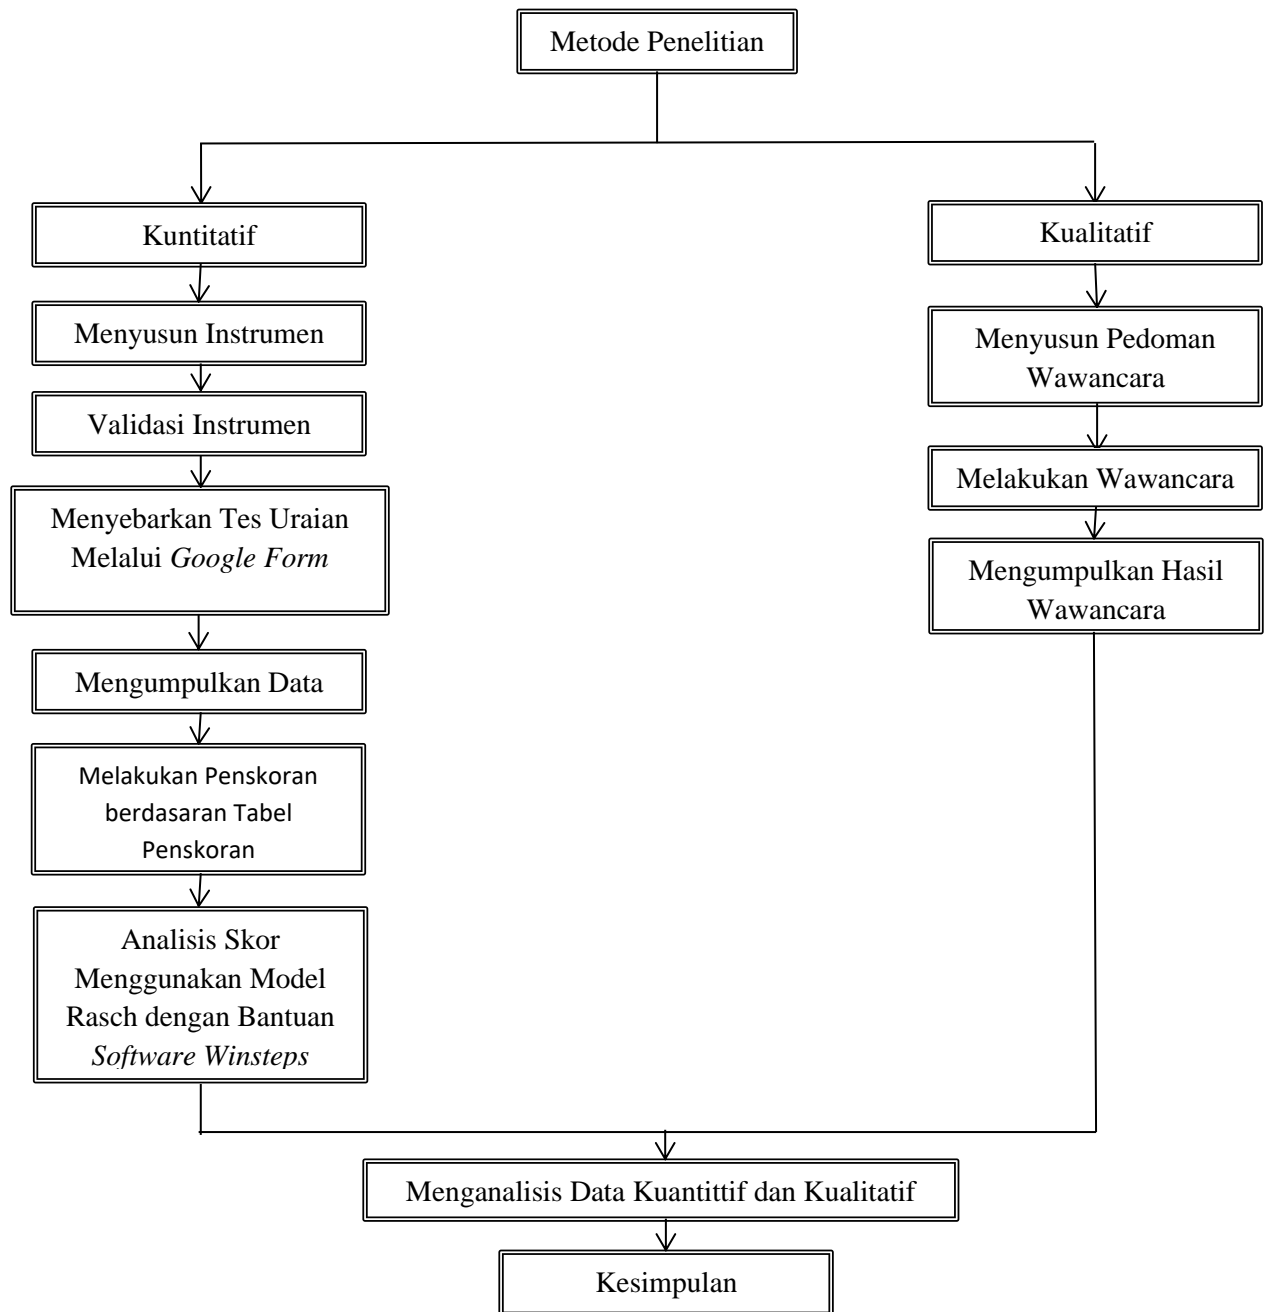 Metode Penelitian
Kuntitatif
Menyusun Instrumen
Validasi Instrumen
Menyebarkan Tes Uraian
Melalui Google Form
Mengumpulkan Data
Melakukan Penskoran
berdasaran Tabel
Penskoran
Analisis Skor
Menggunakan Model
Rasch dengan Bantuan
Software Winsteps
Kualitatif
Menyusun Pedoman
Wawancara
Melakukan Wawancara
Mengumpulkan Hasil
Wawancara
Menganalisis Data Kuantittif dan Kualitatif
Kesimpulan